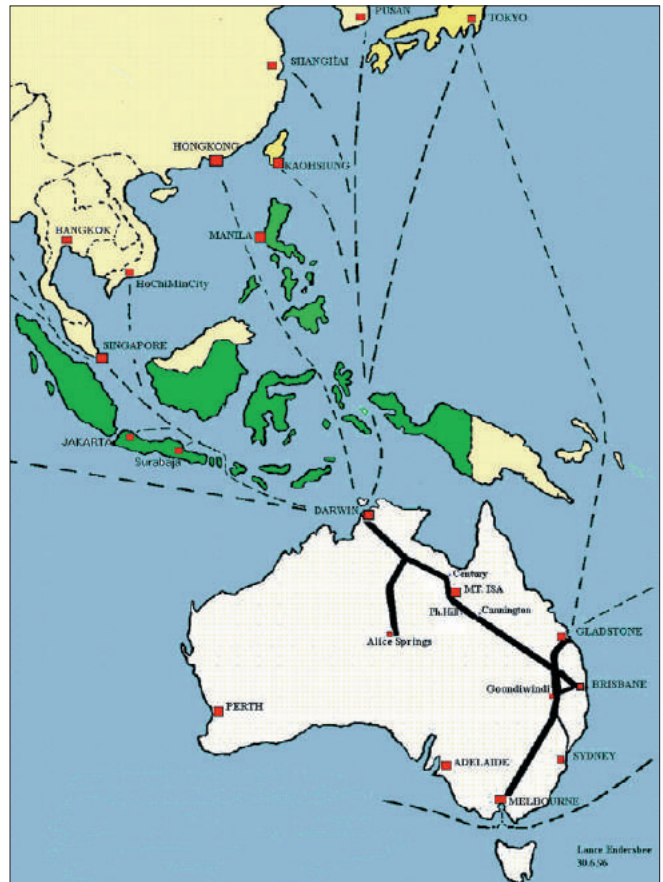 PUSAN
TOKYO
SHANGHAI
HONGKONG
KAOHSIUNG
BANGKOK
MANILA
HoChiMinCity
SINGAPORE
JAKARTA
Surabaja
DARWIN
Century
MT. ISA
Ph.Hill
Cannington
Alice Springs
GLADSTONE
Goondiwindi
BRISBANE
PERTH
ADELAIDE
SYDNEY
MELBOURNE
Lance Endersbee
30.6.96